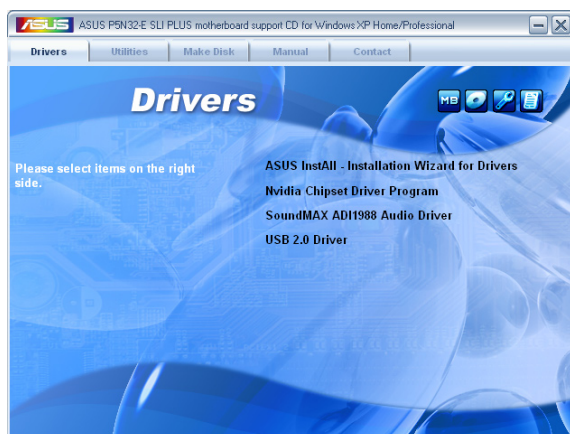 ASUS ASUS P5N32-E SLI PLUS motherboard support CD for Windows XP Home/Professional
Drivers Utilities Make Disk Manual Contact
Drivers
MB
Please select items on the right
side.
ASUS InstAll - Installation Wizard for Drivers
Nvidia Chipset Driver Program
SoundMAX ADI1988 Audio Driver
USB 2.0 Driver